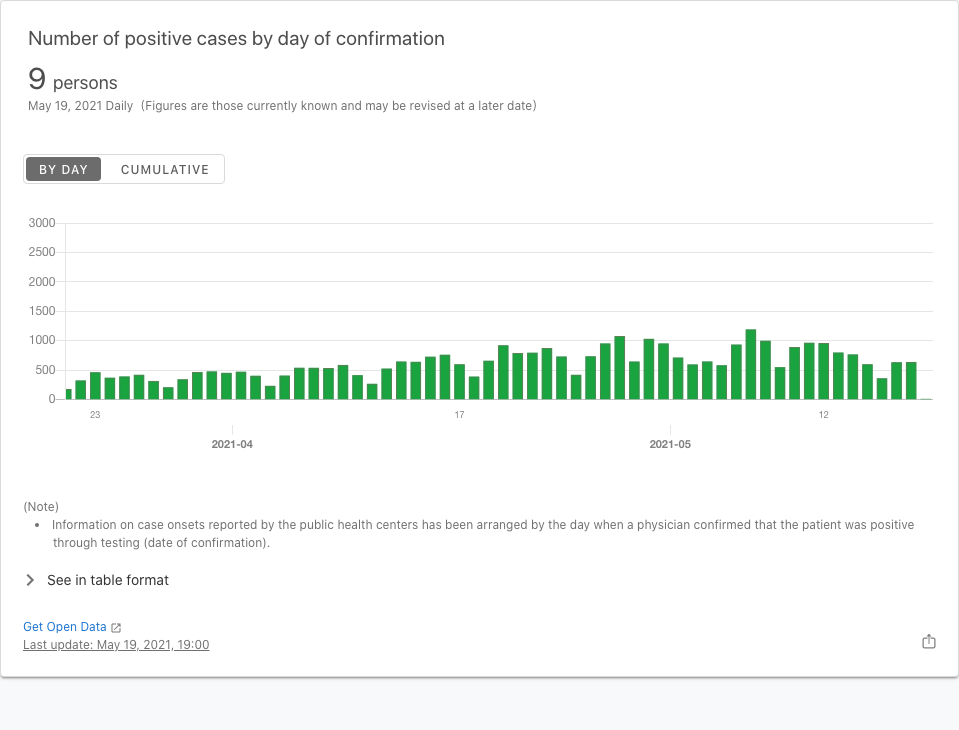 Number of positive cases by day of confirmation
9 persons
May 19, 2021 Daily (Figures are those currently known and may be revised at a later date)
BY DAY CUMULATIVE
3000
2500
2000
1500
1000
500
0
23 17 12
2021-04 2021-05
(Note)
• Information on case onsets reported by the public health centers has been arranged by the day when a physician confirmed that the patient was positive
through testing (date of confirmation).
See in table format
Get Open Data
Last update: May 19, 2021, 19:00